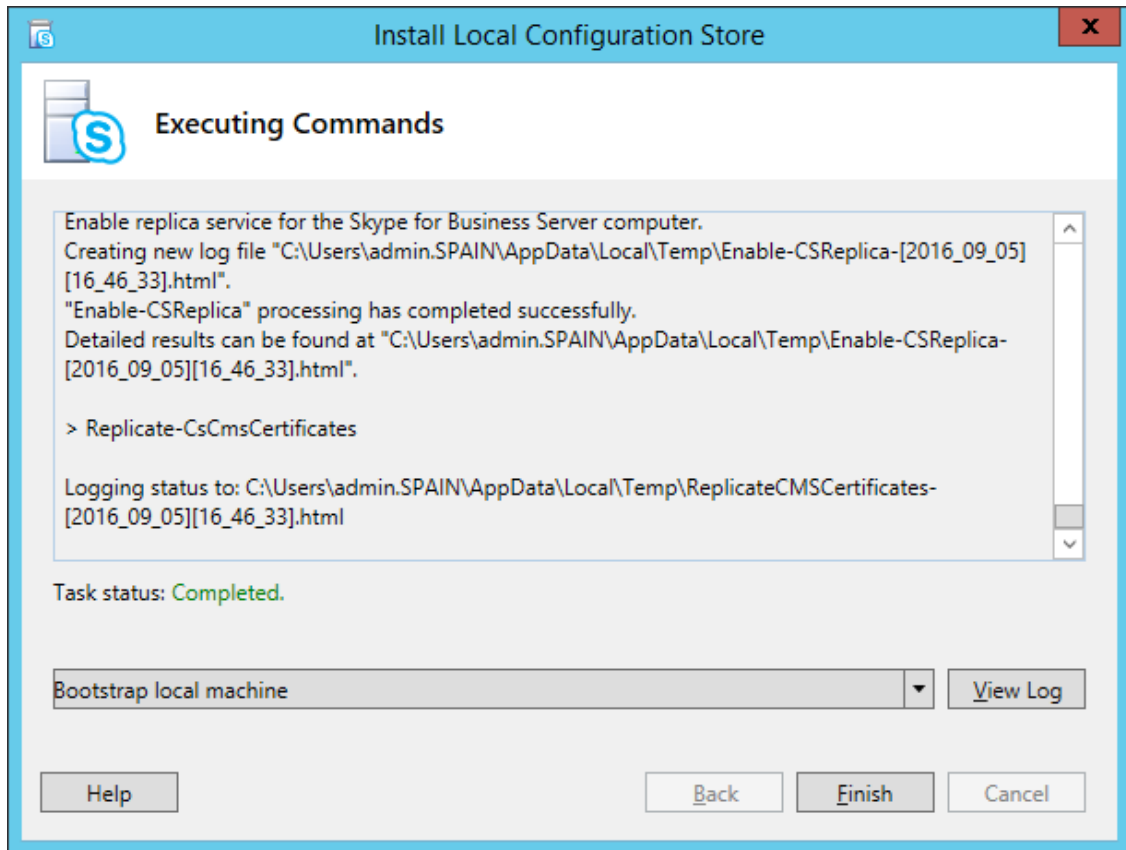 Install Local Configuration Store
x
S
Executing Commands
Enable replica service for the Skype for Business Server computer.
Creating new log file "C:\Users\admin.SPAIN\AppData\Local\Temp\Enable-CSReplica-[2016_09_05]
[16_46_33].html".
"Enable-CSReplica" processing has completed successfully.
Detailed results can be found at "C:\Users\admin.SPAIN\AppData\Local\Temp\Enable-CSReplica-
[2016_09_05][16_46_33].html".
> Replicate-CsCmsCertificates
Logging status to: C:\Users\admin.SPAIN\AppData\Local\Temp\ReplicateCMSCertificates-
[2016_09_05][16_46_33].html
Task status: Completed.
Bootstrap local machine
View Log
Help
Back
Finish
Cancel